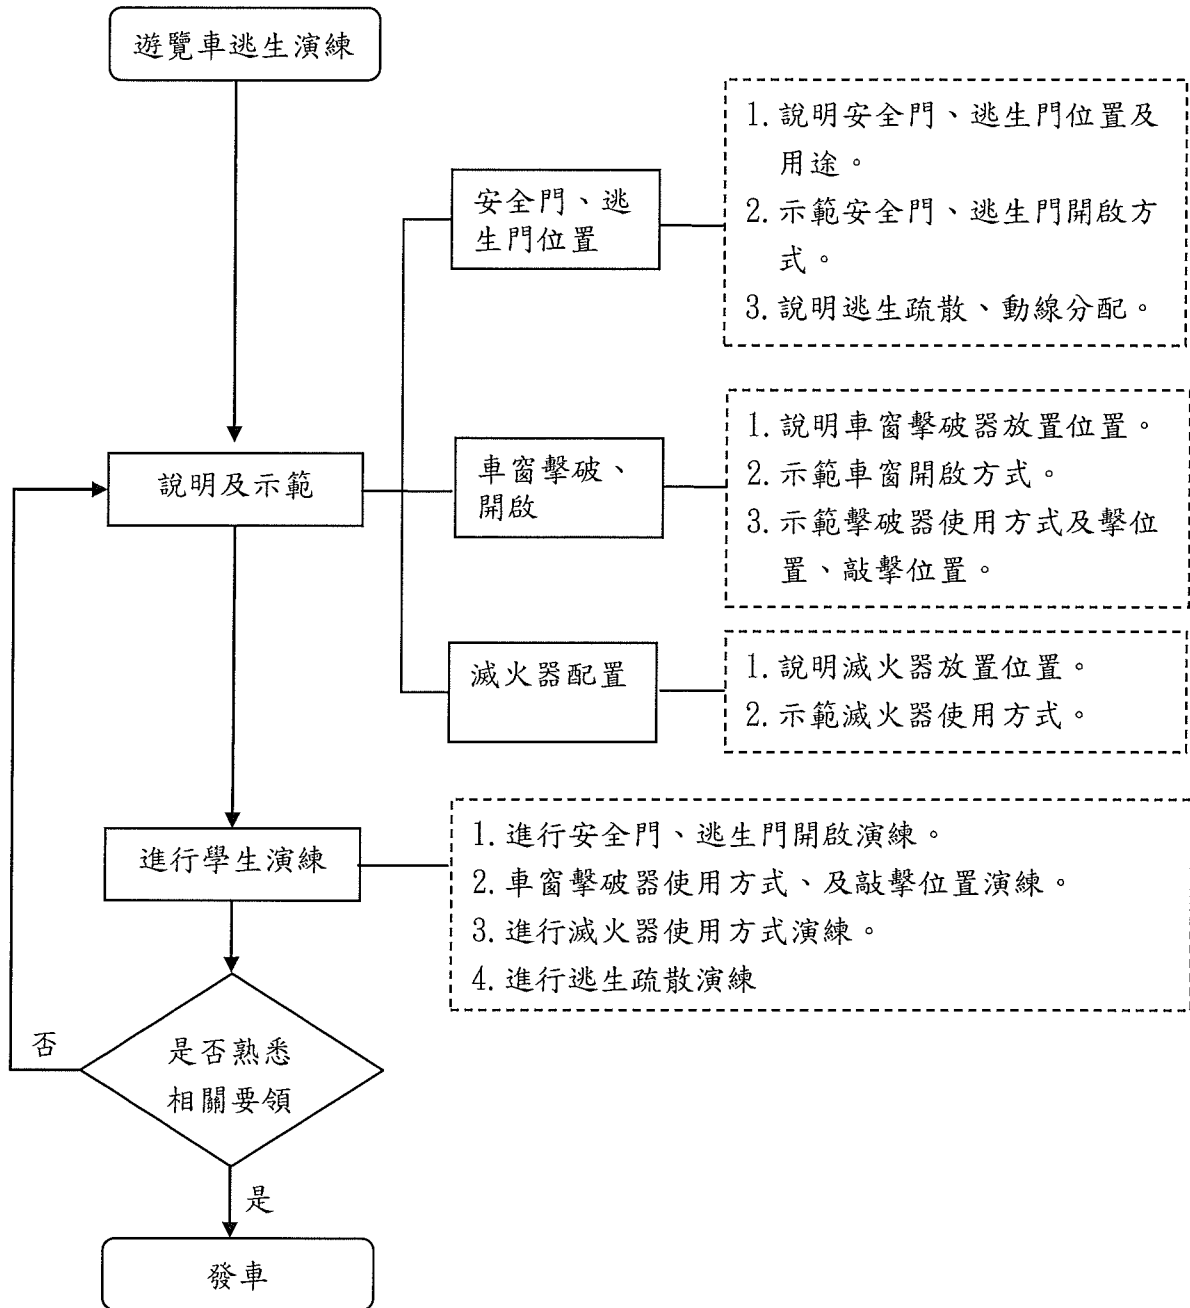 遊覽車逃生演練
1. 說明安全門、逃生門位置及
用途。
2. 示範安全門、逃生門開啟方
式。
3. 說明逃生疏散、動線分配。
安全門、逃
生門位置
1. 說明車窗擊破器放置位置。
2. 示範車窗開啟方式。
3. 示範擊破器使用方式及擊位
置、敲擊位置。
車窗擊破、
開啟
說明及示範
滅火器配置
1. 說明滅火器放置位置。
2. 示範滅火器使用方式。
進行學生演練
1. 進行安全門、逃生門開啟演練。
2. 車窗擊破器使用方式、及敲擊位置演練。
3. 進行滅火器使用方式演練。
4. 進行逃生疏散演練
否
是否熟悉
相關要領
是
發車